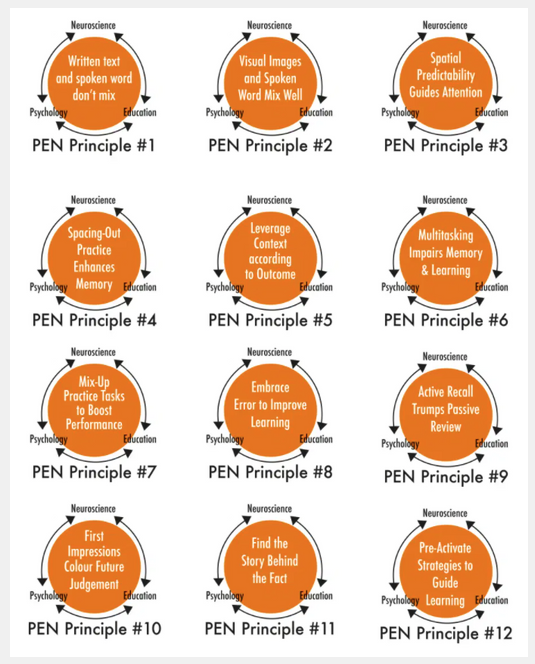 Neuroscience
Written text
and spoken word
don't mix
Psychology
Education
PEN Principle #1
Neuroscience
Visual Images
and Spoken
Word Mix Well
Psychology
Education
PEN Principle #2
Neuroscience
Spatial
Predictability
Guides Attention
Psychology
Education
PEN Principle #3
Neuroscience
Spacing-Out
Practice
Enhances
Memory
Psychology
Education
PEN Principle #4
Neuroscience
Leverage
Context
according
to Outcome
Psychology
Education
PEN Principle #5
Neuroscience
Multitasking
Impairs Memory
& Learning
Psychology
Education
PEN Principle #6
Neuroscience
Mix-Up
Practice Tasks
to Boost
Performance
Psychology
Education
PEN Principle #7
Neuroscience
Embrace
Error to Improve
Learning
Psychology
Education
PEN Principle #8
Neuroscience
Active Recall
Trumps Passive
Review
Psychology
Education
PEN Principle #9
Neuroscience
First
Impressions
Colour Future
Judgement
Psychology
Education
PEN Principle #10
Neuroscience
Find the
Story Behind
the Fact
Psychology
Education
PEN Principle #11
Neuroscience
Pre-Activate
Strategies to
Guide
Learning
Psychology
Education
PEN Principle #12